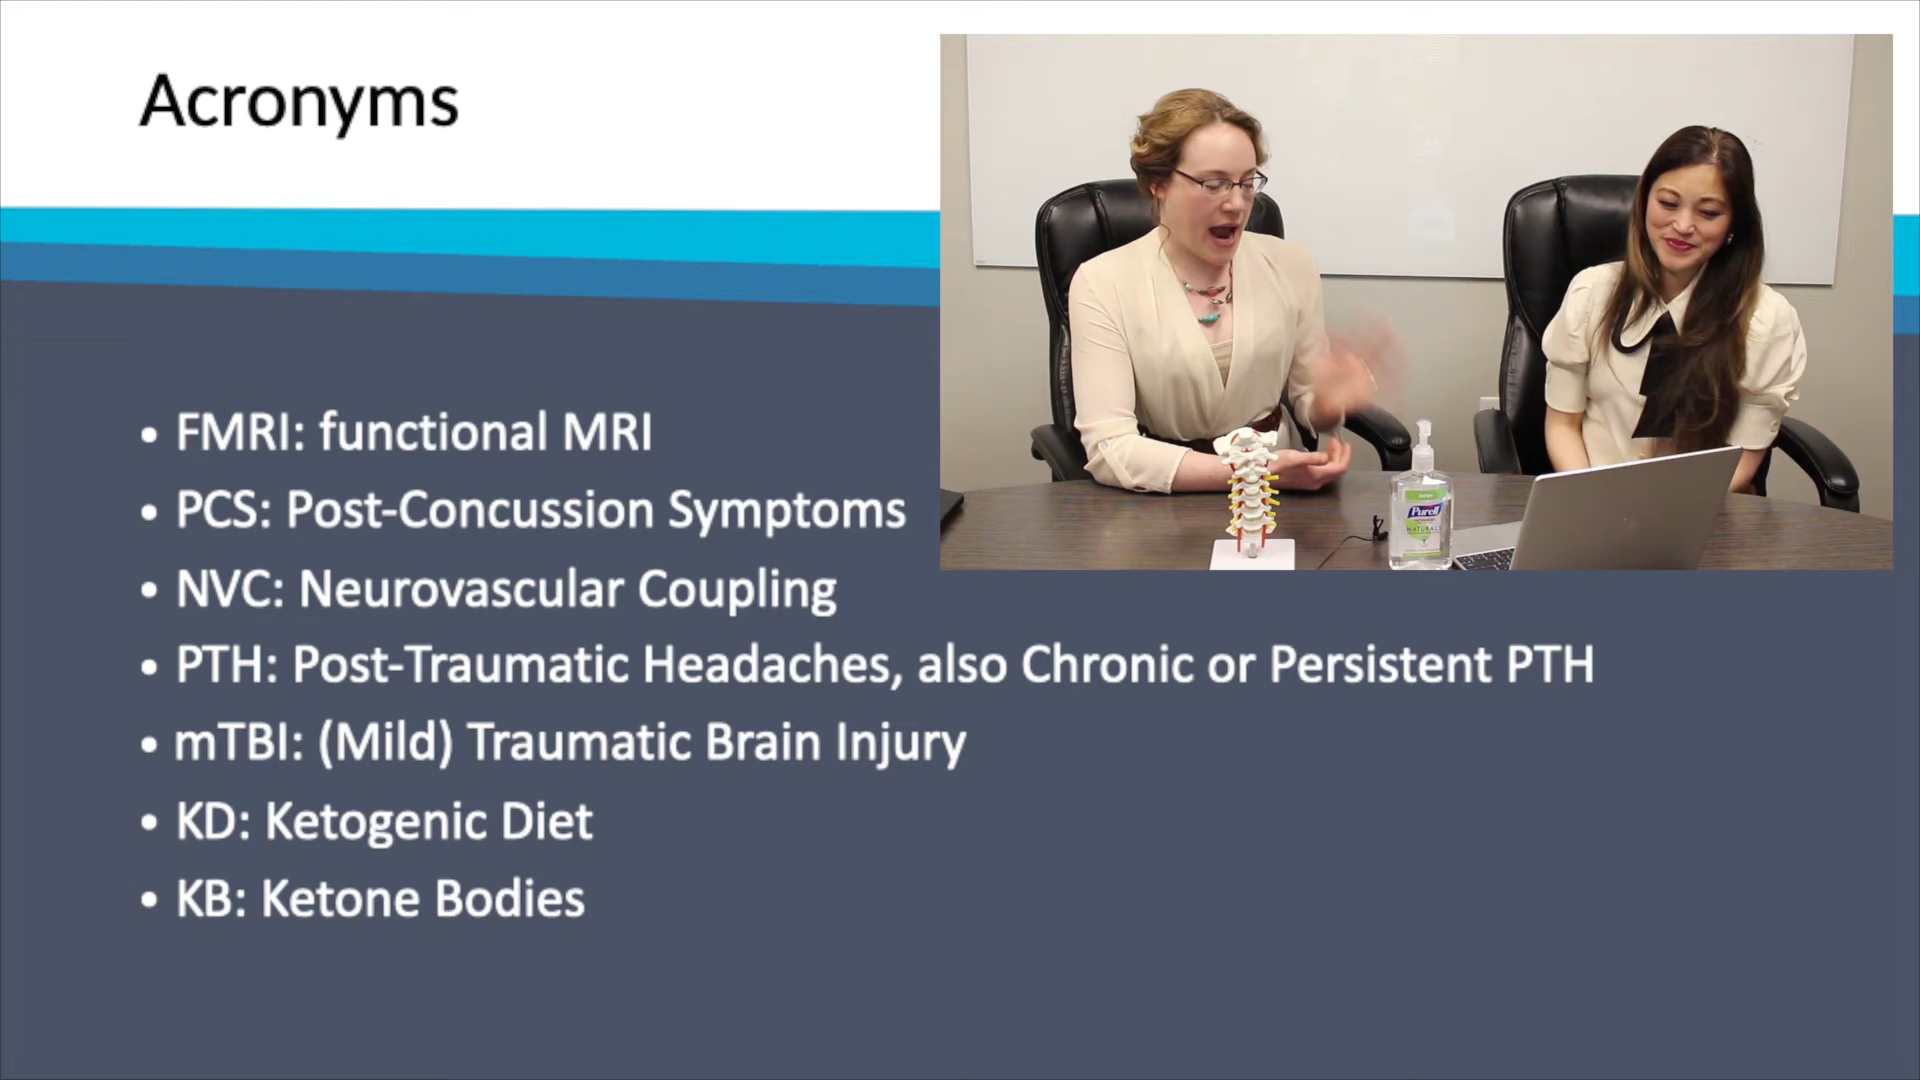 Acronyms
• FMRI: functional MRI
• PCS: Post-Concussion Symptoms
• NVC: Neurovascular Coupling
• PTH: Post-Traumatic Headaches, also Chronic or Persistent PTH
• mTBI: (Mild) Traumatic Brain Injury
• KD: Ketogenic Diet
• KB: Ketone Bodies
Purell
NATURALS